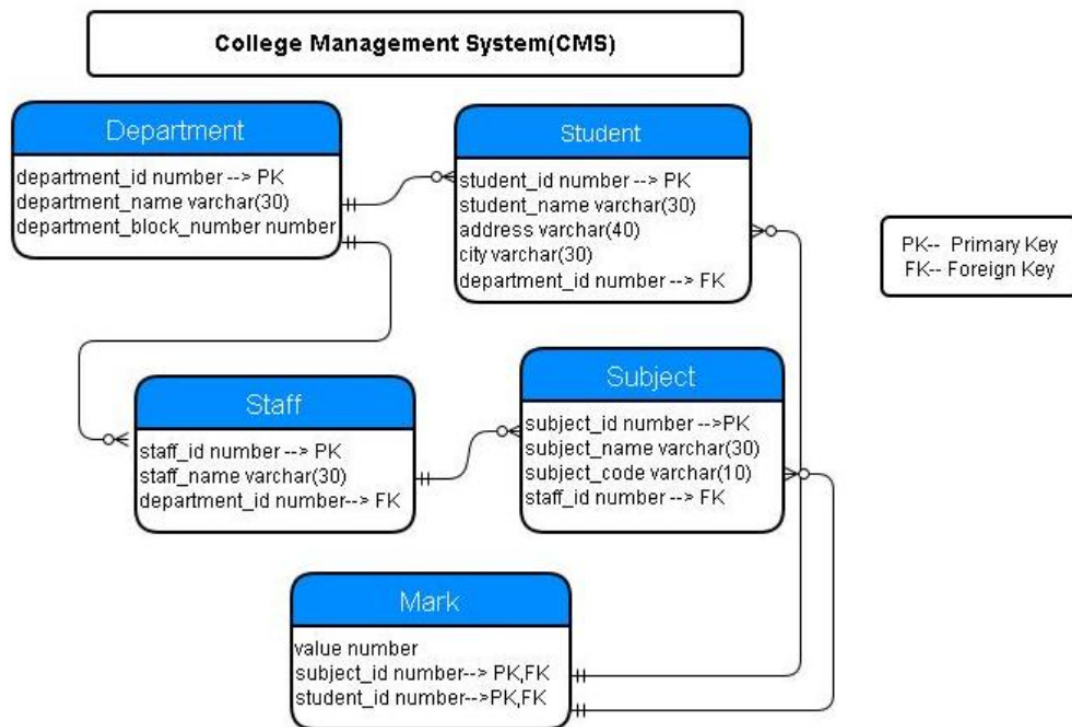 College Management System(CMS)
Department
department_id number --> PK
department_name varchar(30)
department_block_number number
Student
student_id number --> PK
student_name varchar(30)
address varchar(40)
city varchar(30)
department_id number --> FK
PK-- Primary Key
FK-- Foreign Key
Staff
staff_id number --> PK
staff_name varchar(30)
department_id number--> FK
Subject
subject_id number -->PK
subject_name varchar(30)
subject_code varchar(10)
staff_id number --> FK
Mark
value number
subject_id number--> PK,FK
student_id number-->PK,FK